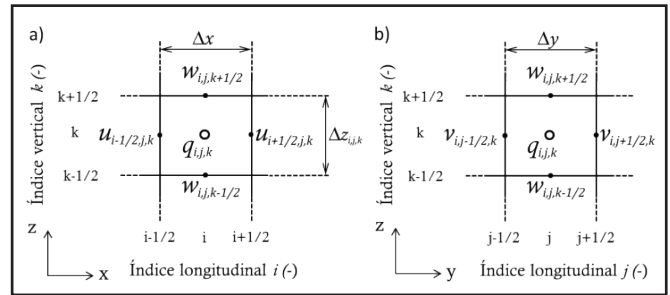 a)
Δx
w_{i,j,k+1/2}
k+1/2
k
u_{i-1/2,j,k}
q_{i,j,k}
u_{i+1/2,j,k}
Δz_{i,j,k}
k-1/2
w_{i,j,k-1/2}
Índice vertical k (-)
z
x
i-1/2
i
i+1/2
Índice longitudinal i (-)
b)
Δy
w_{i,j,k+1/2}
k+1/2
k
v_{i,j-1/2,k}
q_{i,j,k}
v_{i,j+1/2,k}
k-1/2
w_{i,j,k-1/2}
Índice vertical k (-)
z
y
j-1/2
j
j+1/2
Índice longitudinal j (-)